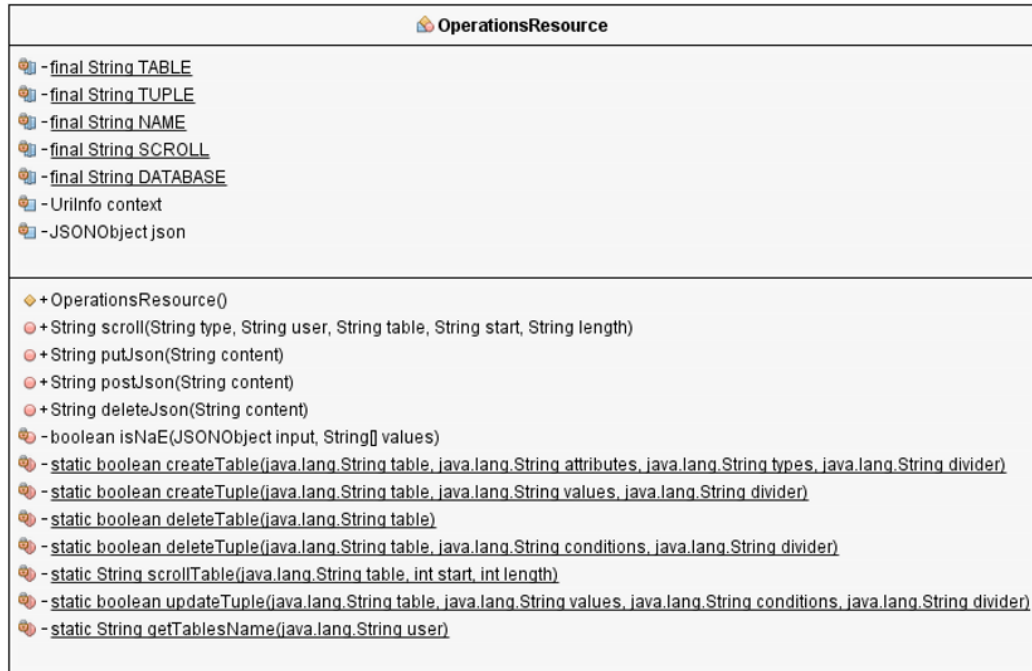 OperationsResource
-final String TABLE
-final String TUPLE
-final String NAME
-final String SCROLL
-final String DATABASE
-UriInfo context
-JSONObject json
+OperationsResource()
+String scroll(String type, String user, String table, String start, String length)
+String putJson(String content)
+String postJson(String content)
+String deleteJson(String content)
-boolean isNaE(JSONObject input, String[] values)
-static boolean createTable(java.lang.String table, java.lang.String attributes, java.lang.String types, java.lang.String divider)
-static boolean createTuple(java.lang.String table, java.lang.String values, java.lang.String divider)
-static boolean deleteTable(java.lang.String table)
-static boolean deleteTuple(java.lang.String table, java.lang.String conditions, java.lang.String divider)
-static String scrollTable(java.lang.String table, int start, int length)
-static boolean updateTuple(java.lang.String table, java.lang.String values, java.lang.String conditions, java.lang.String divider)
-static String getTablesName(java.lang.String user)